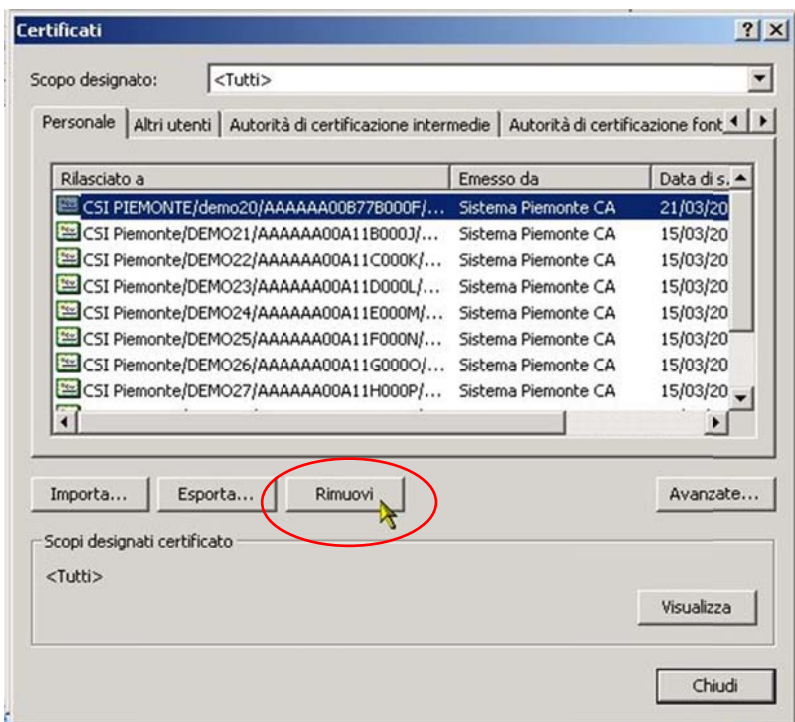 Certificati
Scopo designato: <Tutti>
Personale Altri utenti Autorità di certificazione intermedie Autorità di certificazione font
Rilasciato a Emesso da Data di s.
CSI PIEMONTE/demo20/AAAAAA00B77B000F/... Sistema Piemonte CA 21/03/20
CSI Piemonte/DEMO21/AAAAAA00A11B000J/... Sistema Piemonte CA 15/03/20
CSI Piemonte/DEMO22/AAAAAA00A11C000K/... Sistema Piemonte CA 15/03/20
CSI Piemonte/DEMO23/AAAAAA00A11D000L/... Sistema Piemonte CA 15/03/20
CSI Piemonte/DEMO24/AAAAAA00A11E000M/... Sistema Piemonte CA 15/03/20
CSI Piemonte/DEMO25/AAAAAA00A11F000N/... Sistema Piemonte CA 15/03/20
CSI Piemonte/DEMO26/AAAAAA00A11G000O/... Sistema Piemonte CA 15/03/20
CSI Piemonte/DEMO27/AAAAAA00A11H000P/... Sistema Piemonte CA 15/03/20
Importa... Esporta... Rimuovi Avanzate...
Scopi designati certificato
<Tutti>
Visualizza
Chiudi